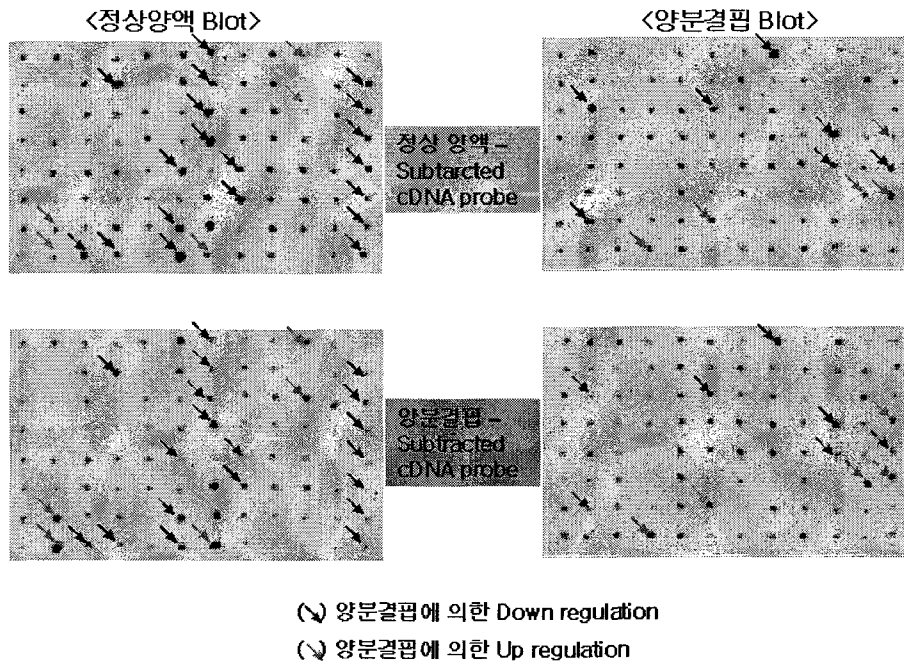 <정상양액 Blot>
<양분결핍 Blot>
정상 양액 –
Subtarcted
cDNA probe
양분결핍 –
Subtracted
cDNA probe
(↘) 양분결핍에 의한 Down regulation
(↘) 양분결핍에 의한 Up regulation